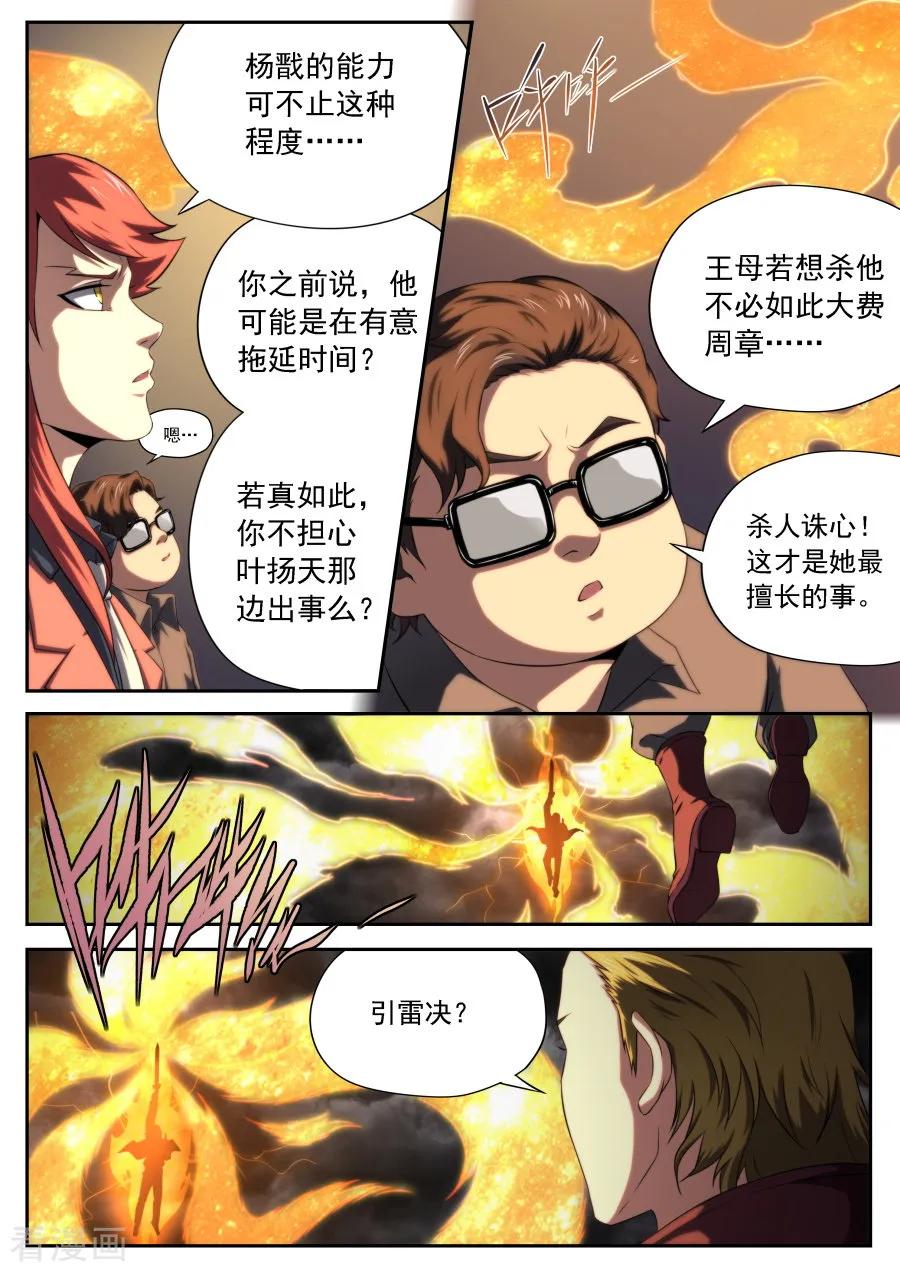 杨戬的能力
可不止这种
程度……
你之前说，他
可能是在有意
拖延时间？
嗯…
若真如此，
你不担心
叶扬天那
边出事么？
王母若想杀他
不必如此大费
周章……
杀人诛心！
这才是她最
擅长的事。
引雷决？
看漫画